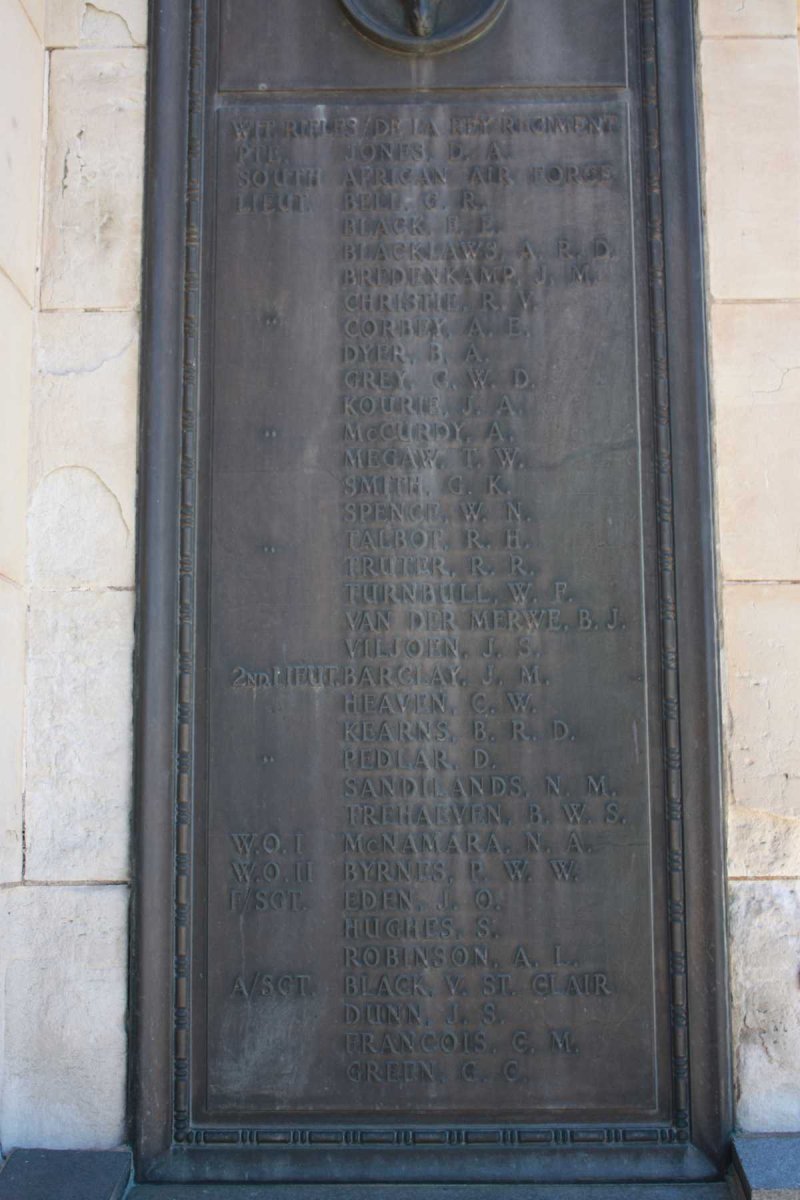 WIT. RIFLES/DE LA REY REGIMENT
PTE. JONES, D. A.
SOUTH AFRICAN AIR FORCE
LIEUT. BELL, G. R.
BLACK, E. E.
BLACKLAWS, A. R. D.
BREDENKAMP, J. M.
CHRISTIE, R. V.
" CORBEY, A. E.
DYER, B. A.
GREY, C. W. D.
KOURIE, J. A.
" McCURDY, A.
MEGAW, T. W.
SMITH, G. K.
SPENCE, W. N.
" TALBOT, R. H.
TRUTER, R. R.
TURNBULL, W. F.
VAN DER MERWE, B. J.
VILJOEN, J. S.
2ND. LIEUT. BARCLAY, J. M.
HEAVEN, C. W.
KEARNS, B. R. D.
" PEDLAR, D.
SANDILANDS, N. M.
TREHAEVEN, B. W. S.
W.O. I McNAMARA, N. A.
W.O. II BYRNES, P. W. W.
F/SGT. EDEN, J. O.
HUGHES, S.
ROBINSON, A. L.
A/SGT. BLACK, V. ST. CLAIR
DUNN, J. S.
FRANCOIS, C. M.
GREEN, G. C.